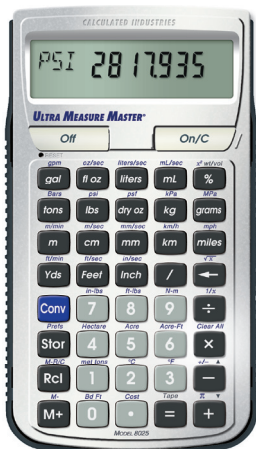 CALCULATED INDUSTRIES
PSI 2817.935
ULTRA MEASURE MASTER®
Off On/C
RESET
gpm oz/sec liters/sec mL/sec x² wt/vol
gal fl oz liters mL %
Bars psi psf kPa MPa
tons lbs dry oz kg grams
m/min m/sec mm/sec km/h mph
m cm mm km miles
ft/min ft/sec in/sec √x
Yds Feet Inch / ←
in-lbs ft-lbs N-m 1/x
Conv 7 8 9 ÷
Prefs Hectare Acre Acre-Ft Clear All
Stor 4 5 6 ×
M-R/C met tons °C °F +/- ▲
Rcl 1 2 3 −
M- Bd Ft Cost Tape π ▼
M+ 0 • = +
MODEL 8025